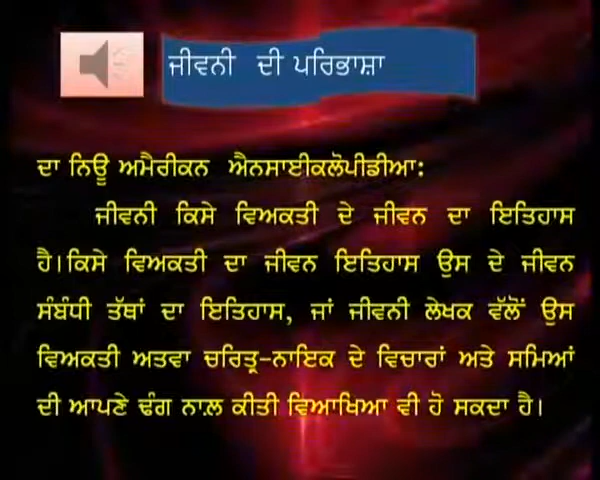 ਜੀਵਨੀ ਦੀ ਪਰਿਭਾਸ਼ਾ
ਦਾ ਨਿਊ ਅਮੈਰੀਕਨ ਐਨਸਾਈਕਲੋਪੀਡੀਆ:
ਜੀਵਨੀ ਕਿਸੇ ਵਿਅਕਤੀ ਦੇ ਜੀਵਨ ਦਾ ਇਤਿਹਾਸ
ਹੈ।ਕਿਸੇ ਵਿਅਕਤੀ ਦਾ ਜੀਵਨ ਇਤਿਹਾਸ ਉਸ ਦੇ ਜੀਵਨ
ਸੰਬੰਧੀ ਤੱਥਾਂ ਦਾ ਇਤਿਹਾਸ, ਜਾਂ ਜੀਵਨੀ ਲੇਖਕ ਵੱਲੋਂ ਉਸ
ਵਿਅਕਤੀ ਅਤਵਾ ਚਰਿਤ੍ਰ-ਨਾਇਕ ਦੇ ਵਿਚਾਰਾਂ ਅਤੇ ਸਮਿਆਂ
ਦੀ ਆਪਣੇ ਢੰਗ ਨਾਲ਼ ਕੀਤੀ ਵਿਆਖਿਆ ਵੀ ਹੋ ਸਕਦਾ ਹੈ।